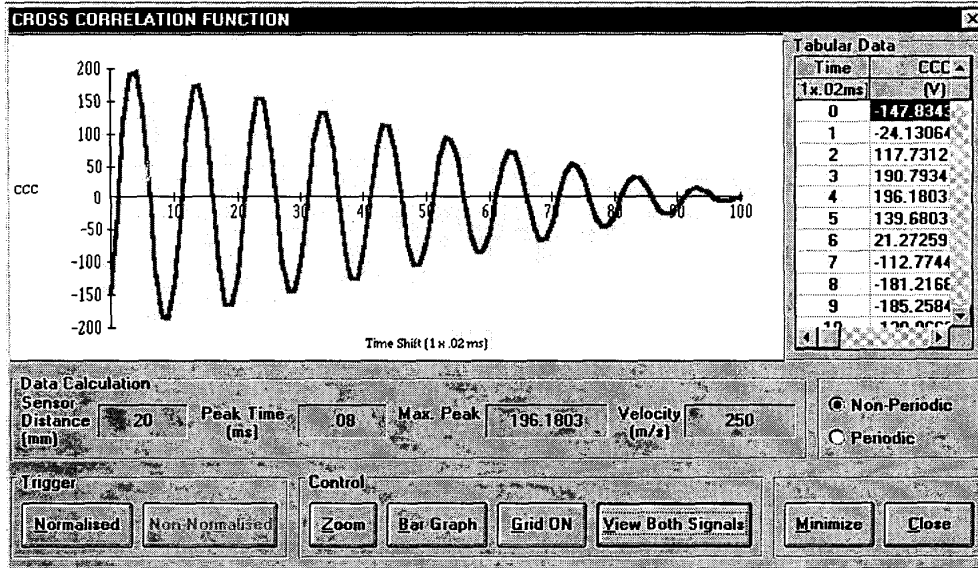 CROSS CORRELATION FUNCTION
200
150
100
50
0
-50
-100
-150
-200
CCC
10 20 30 40 50 60 70 80 90 100
Time Shift (1 x .02 ms)
Tabular Data
Time CCC
1x.02ms) (V)
0 -147.8343
1 -24.13064
2 117.7312
3 190.7934
4 196.1803
5 139.6803
6 21.27259
7 -112.7744
8 -181.2168
9 -185.2584
Data Calculation
Sensor Distance (mm) 20 Peak Time (ms) .08 Max. Peak 196.1803 Velocity (m/s) 250
Non-Periodic
Periodic
Trigger
Normalised Non-Normalised
Control
Zoom Bar Graph Grid ON View Both Signals
Minimize Close